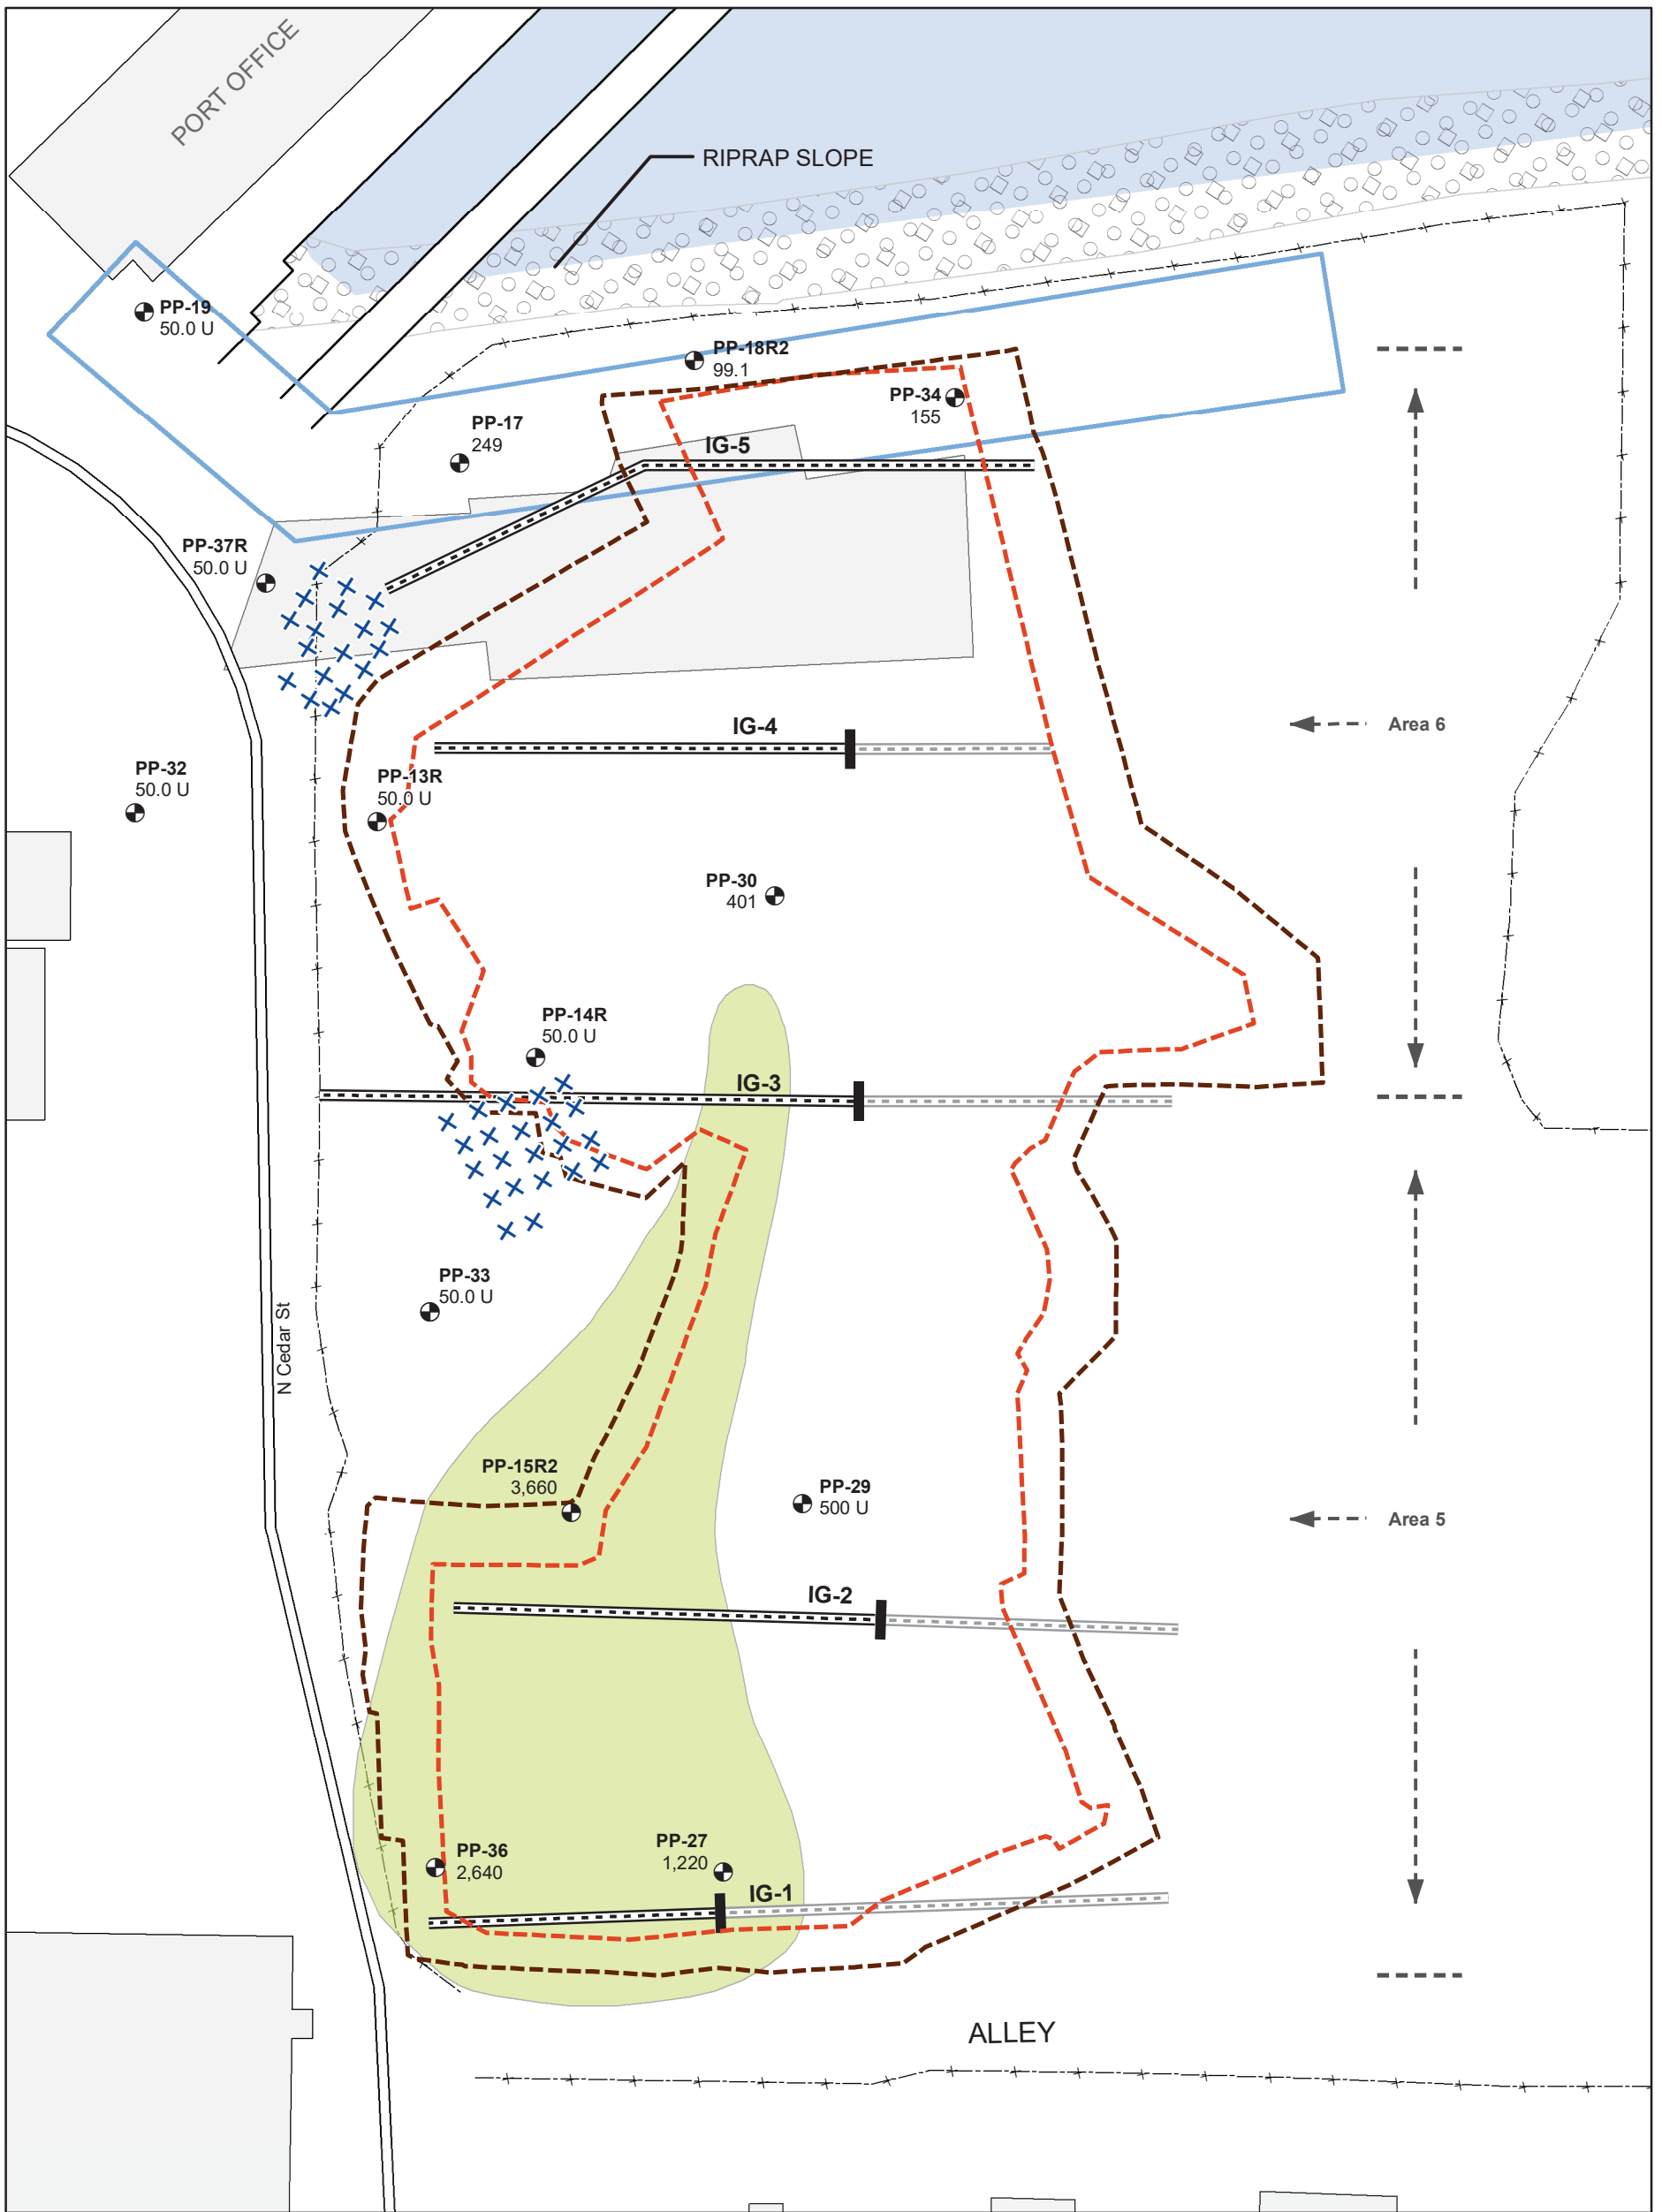 PORT OFFICE
RIPRAP SLOPE
PP-19
50.0 U
PP-18R2
99.1
PP-34
155
PP-17
249
IG-5
PP-37R
50.0 U
IG-4
Area 6
PP-32
50.0 U
PP-13R
50.0 U
PP-30
401
PP-14R
50.0 U
IG-3
PP-33
50.0 U
N Cedar St
PP-15R2
3,660
PP-29
500 U
Area 5
IG-2
PP-36
2,640
PP-27
1,220
IG-1
ALLEY